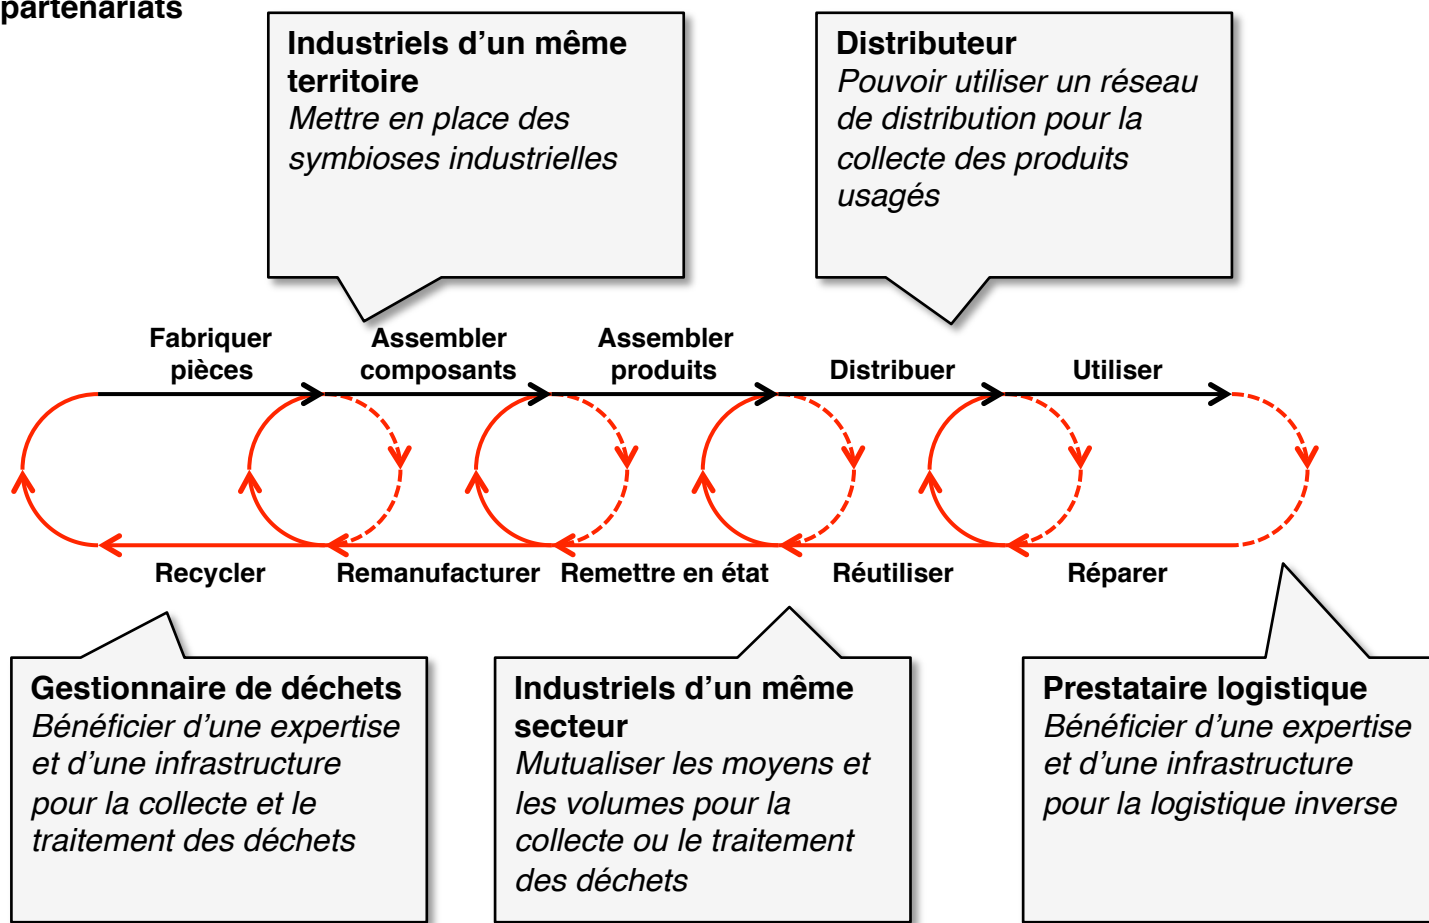 partenariats
Industriels d’un même
territoire
Mettre en place des
symbioses industrielles
Distributeur
Pouvoir utiliser un réseau
de distribution pour la
collecte des produits
usagés
Fabriquer
pièces
Assembler
composants
Assembler
produits
Distribuer
Utiliser
Recycler
Remanufacturer
Remettre en état
Réutiliser
Réparer
Gestionnaire de déchets
Bénéficier d’une expertise
et d’une infrastructure
pour la collecte et le
traitement des déchets
Industriels d’un même
secteur
Mutualiser les moyens et
les volumes pour la
collecte ou le traitement
des déchets
Prestataire logistique
Bénéficier d’une expertise
et d’une infrastructure
pour la logistique inverse